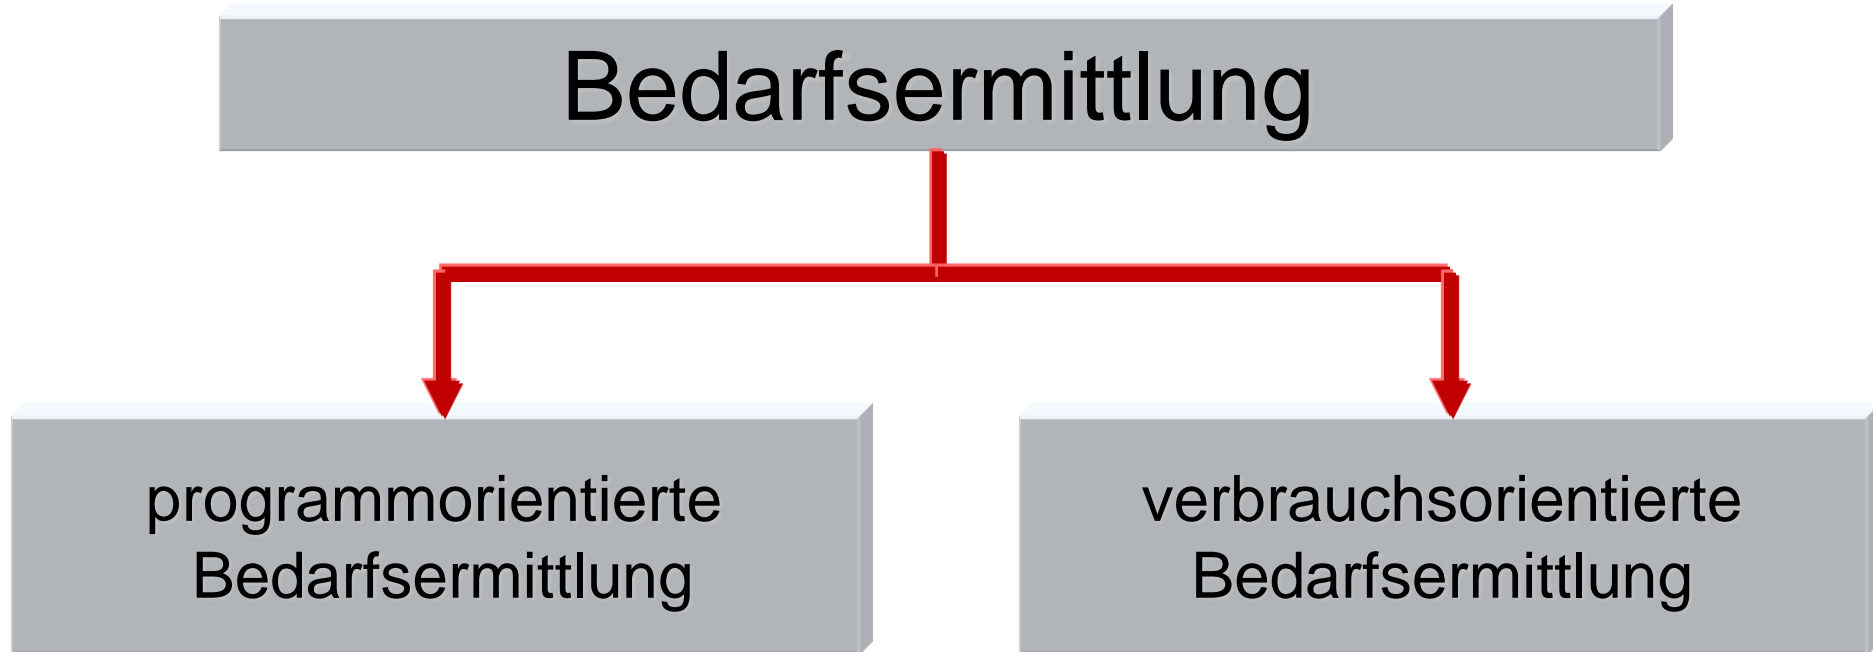 Bedarfsermittlung
programmorientierte
Bedarfsermittlung
verbrauchsorientierte
Bedarfsermittlung